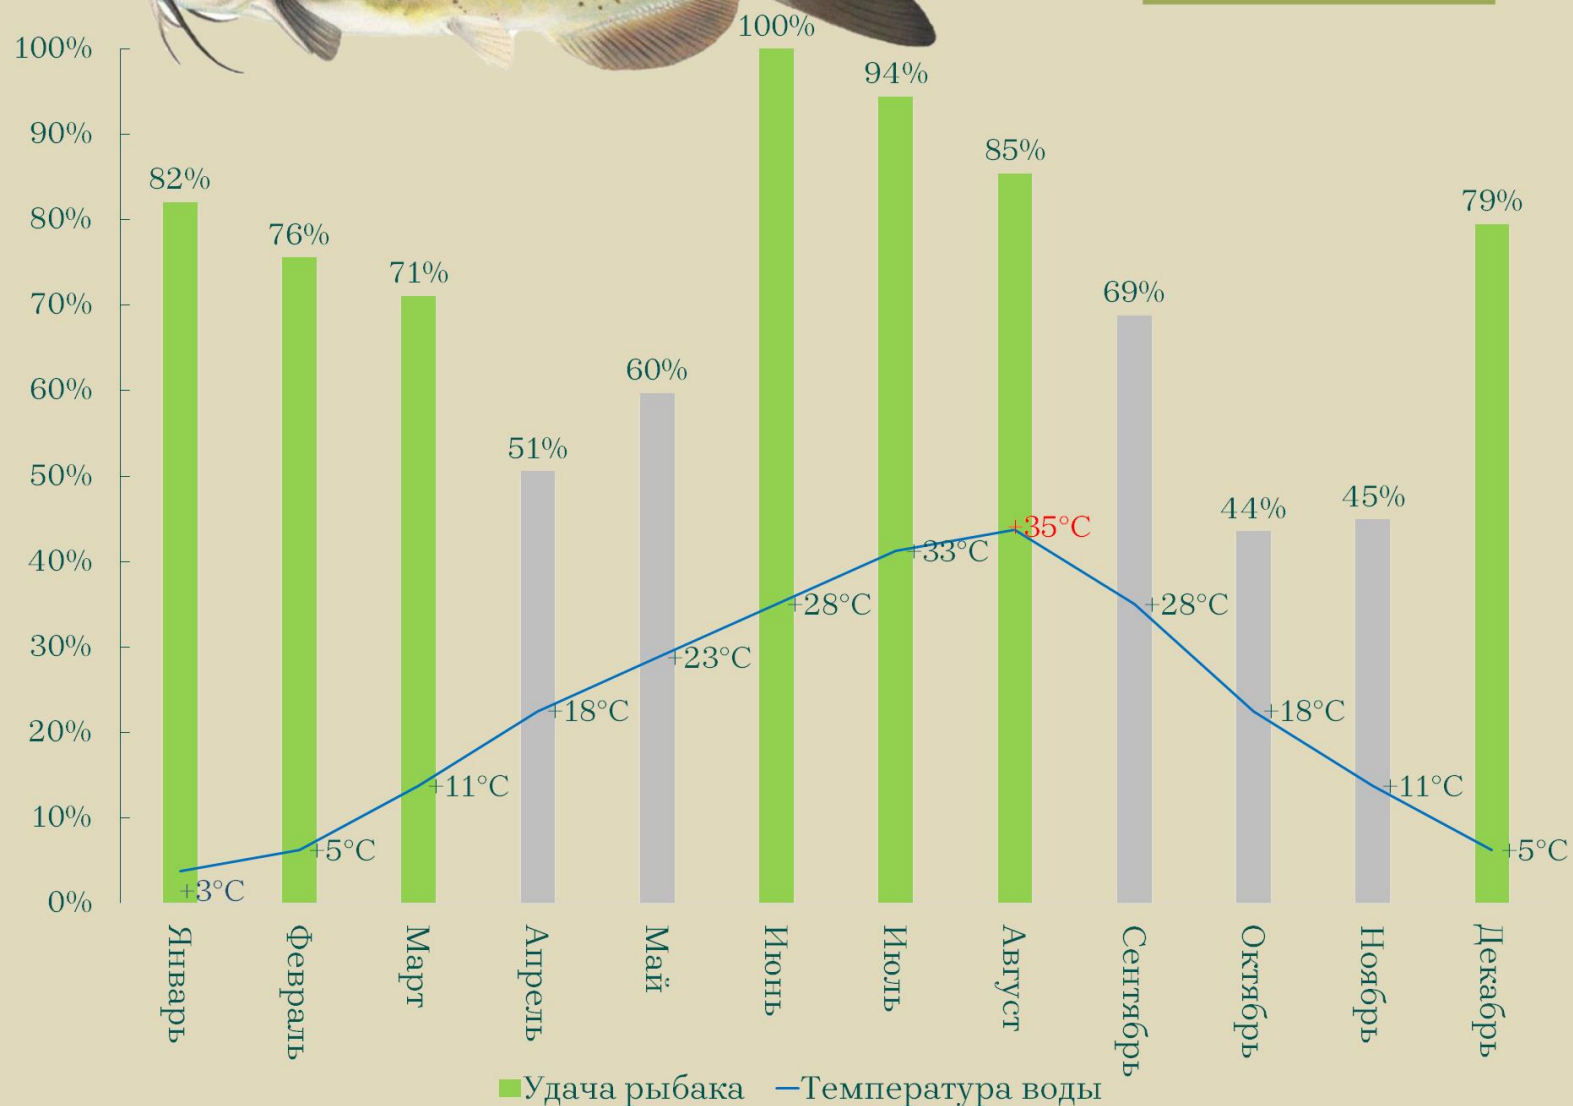 100%
90%
80%
70%
60%
50%
40%
30%
20%
10%
0%
82%
76%
71%
51%
60%
100%
94%
85%
69%
44%
45%
79%
+3°C
+5°C
+11°C
+18°C
+23°C
+28°C
+33°C
+35°C
+28°C
+18°C
+11°C
+5°C
Январь
Февраль
Март
Апрель
Май
Июнь
Июль
Август
Сентябрь
Октябрь
Ноябрь
Декабрь
Удача рыбака
Температура воды